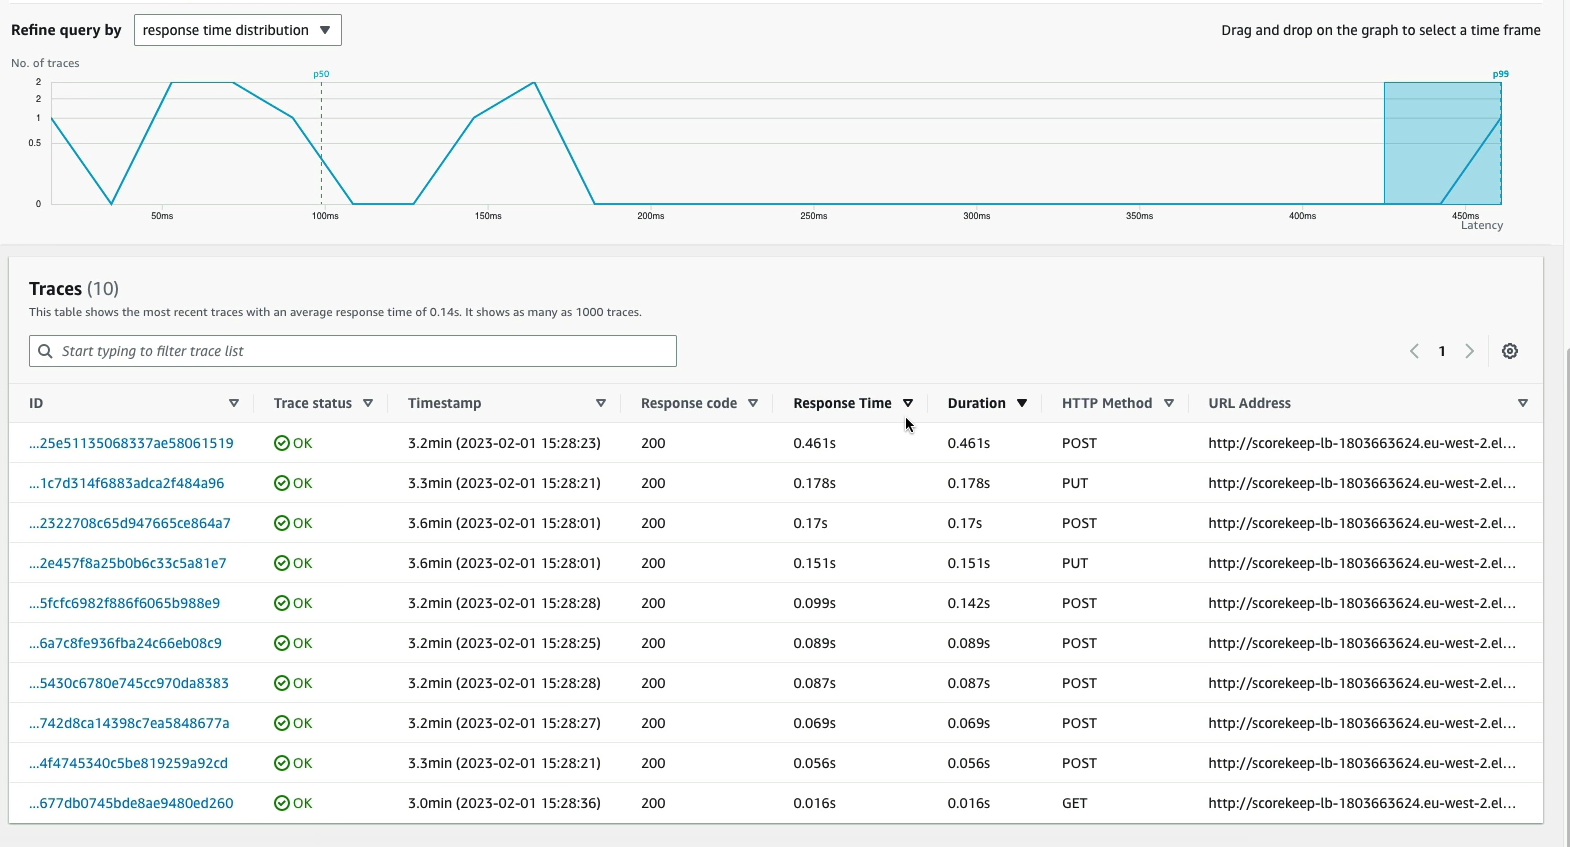 Refine query by response time distribution Drag and drop on the graph to select a time frame
No. of traces
p50 p99
2
2
1
0.5
0
50ms 100ms 150ms 200ms 250ms 300ms 350ms 400ms 450ms
Latency
Traces (10)
This table shows the most recent traces with an average response time of 0.14s. It shows as many as 1000 traces.
Start typing to filter trace list 1
ID Trace status Timestamp Response code Response Time Duration HTTP Method URL Address
...25e51135068337ae58061519 OK 3.2min (2023-02-01 15:28:23) 200 0.461s 0.461s POST http://scorekeep-lb-1803663624.eu-west-2.el...
...1c7d314f6883adca2f484a96 OK 3.3min (2023-02-01 15:28:21) 200 0.178s 0.178s PUT http://scorekeep-lb-1803663624.eu-west-2.el...
...2322708c65d947665ce864a7 OK 3.6min (2023-02-01 15:28:01) 200 0.17s 0.17s POST http://scorekeep-lb-1803663624.eu-west-2.el...
...2e457f8a25b0b6c33c5a81e7 OK 3.6min (2023-02-01 15:28:01) 200 0.151s 0.151s PUT http://scorekeep-lb-1803663624.eu-west-2.el...
...5fcfc6982f886f6065b988e9 OK 3.2min (2023-02-01 15:28:28) 200 0.099s 0.142s POST http://scorekeep-lb-1803663624.eu-west-2.el...
...6a7c8fe936fba24c66eb08c9 OK 3.2min (2023-02-01 15:28:25) 200 0.089s 0.089s POST http://scorekeep-lb-1803663624.eu-west-2.el...
...5430c6780e745cc970da8383 OK 3.2min (2023-02-01 15:28:28) 200 0.087s 0.087s POST http://scorekeep-lb-1803663624.eu-west-2.el...
...742d8ca14398c7ea5848677a OK 3.2min (2023-02-01 15:28:27) 200 0.069s 0.069s POST http://scorekeep-lb-1803663624.eu-west-2.el...
...4f4745340c5be819259a92cd OK 3.3min (2023-02-01 15:28:21) 200 0.056s 0.056s POST http://scorekeep-lb-1803663624.eu-west-2.el...
...677db0745bde8ae9480ed260 OK 3.0min (2023-02-01 15:28:36) 200 0.016s 0.016s GET http://scorekeep-lb-1803663624.eu-west-2.el...